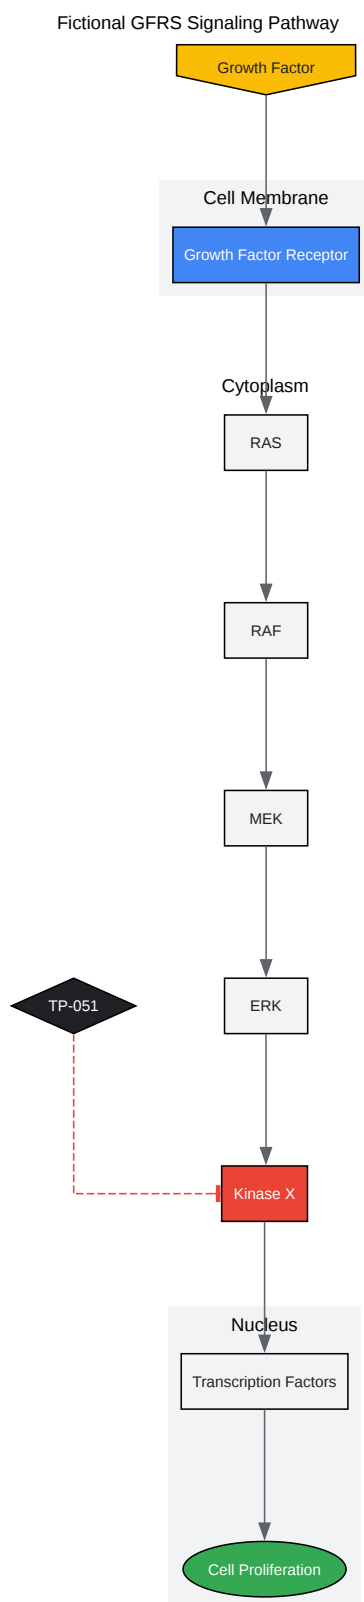 Fictional GFRS Signaling Pathway
Growth Factor
Cell Membrane
Growth Factor Receptor
Cytoplasm
RAS
RAF
MEK
TP-051
ERK
Kinase X
Nucleus
Transcription Factors
Cell Proliferation